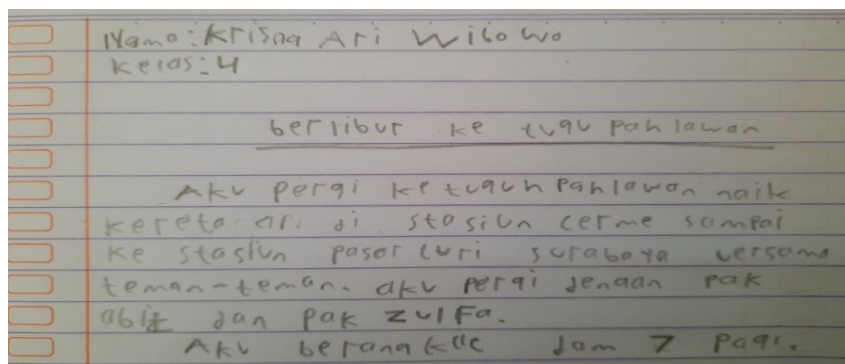 Nama: Krisna Ari Wibowo
Kelas: 4
berlibur ke tugu pahlawan
Aku pergi ke tuguh Pahlawan naik
kereta api di stasiun cerme sampai
ke stasiun pasar turi surabaya bersama
teman-teman. aku pergi dengan pak
abit dan pak zulfa.
Aku berangkat jam 7 pagi.